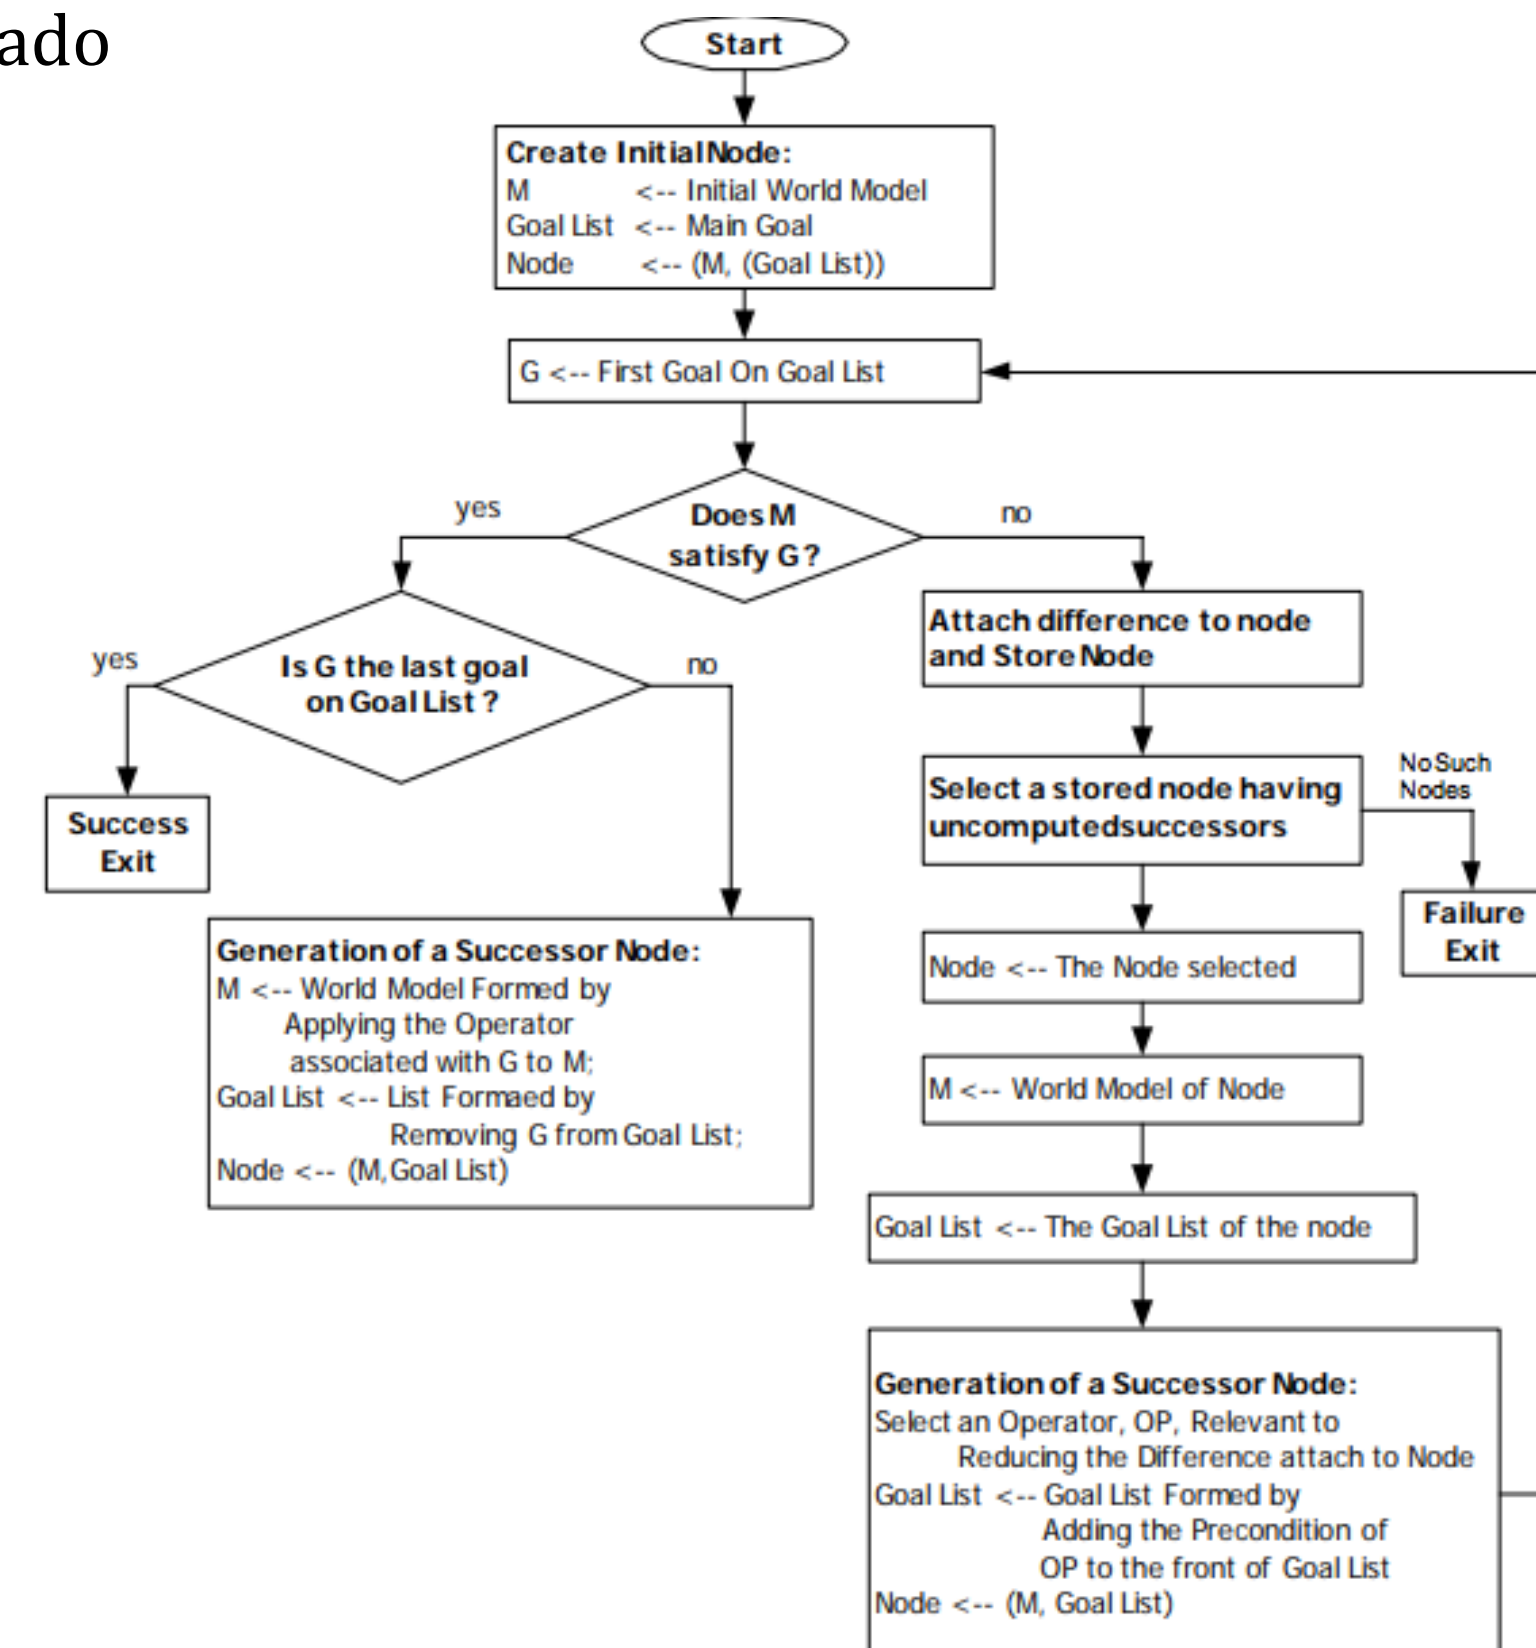 ado
Start
Create Initial Node:
M <-- Initial World Model
Goal List <-- Main Goal
Node <-- (M, (Goal List))
G <-- First Goal On Goal List
Does M
satisfy G?
yes
no
Is G the last goal
on Goal List ?
yes
no
Success
Exit
Generation of a Successor Node:
M <-- World Model Formed by
Applying the Operator
associated with G to M;
Goal List <-- List Formaed by
Removing G from Goal List;
Node <-- (M, Goal List)
Attach difference to node
and Store Node
Select a stored node having
uncomputed successors
No Such
Nodes
Failure
Exit
Node <-- The Node selected
M <-- World Model of Node
Goal List <-- The Goal List of the node
Generation of a Successor Node:
Select an Operator, OP, Relevant to
Reducing the Difference attach to Node
Goal List <-- Goal List Formed by
Adding the Precondition of
OP to the front of Goal List
Node <-- (M, Goal List)